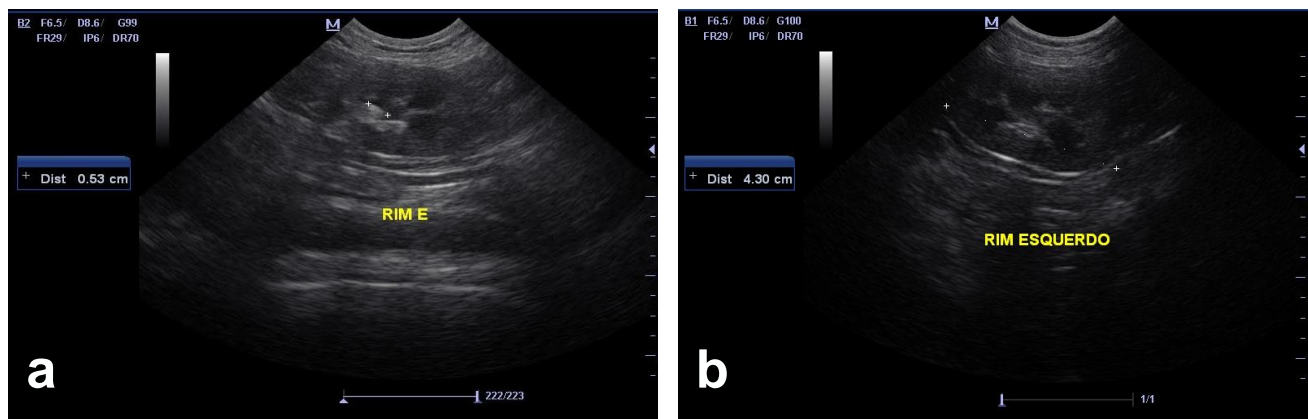 B2 F6.5/ D8.6/ G99
FR29/ IP6/ DR70
M
+ Dist 0.53 cm
RIM E
222/223
a
B1 F6.5/ D8.6/ G100
FR29/ IP6/ DR70
M
+ Dist 4.30 cm
RIM ESQUERDO
1/1
b